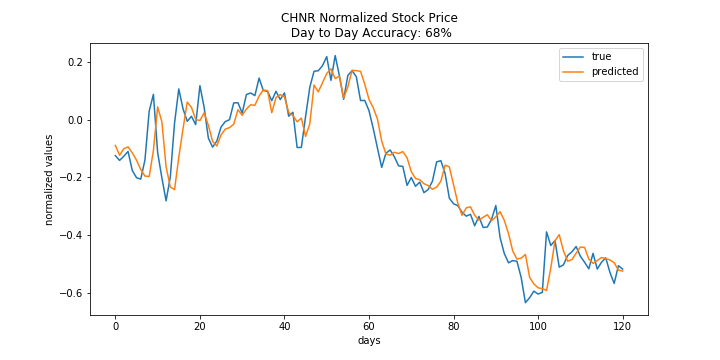 CHNR Normalized Stock Price
Day to Day Accuracy: 68%
true
predicted
normalized values
0.2
0.0
−0.2
−0.4
−0.6
0 20 40 60 80 100 120
days